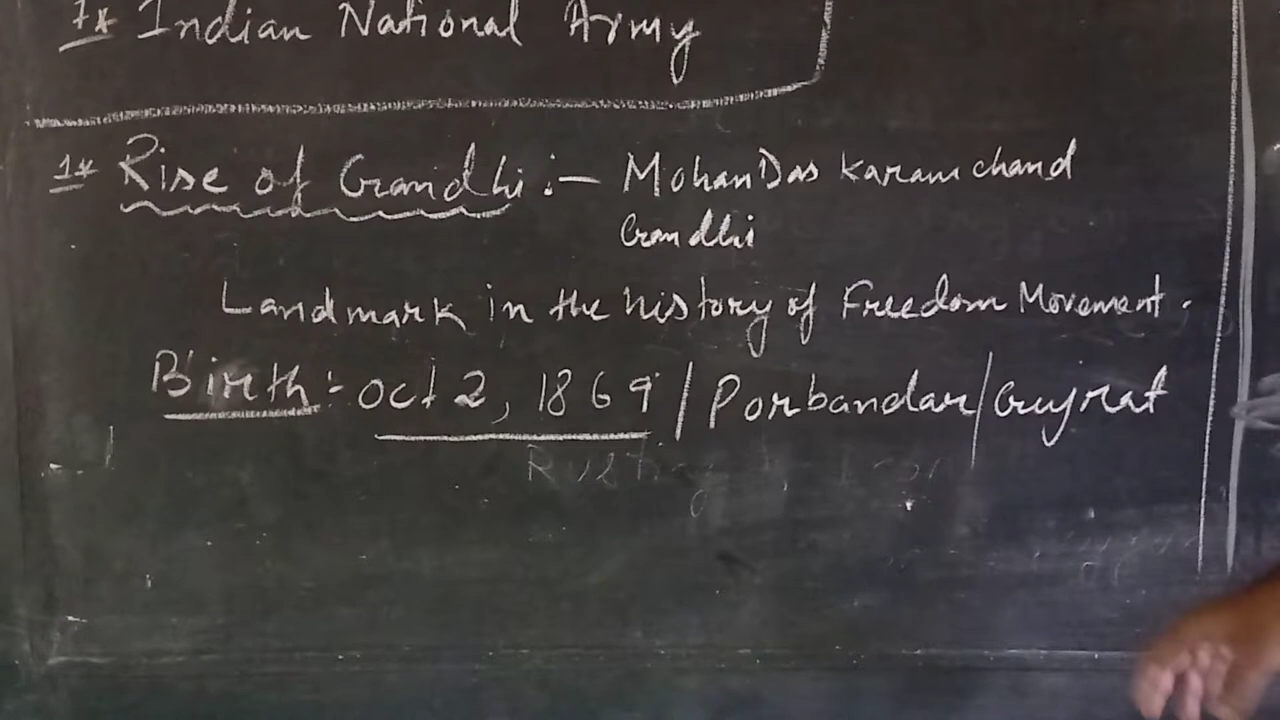 7* Indian National Army
1* Rise of Gandhi :- MohanDas Karamchand
Gandhi
Landmark in the history of Freedom Movement.
Birth :- Oct 2, 1869 / Porbandar/Gujrat